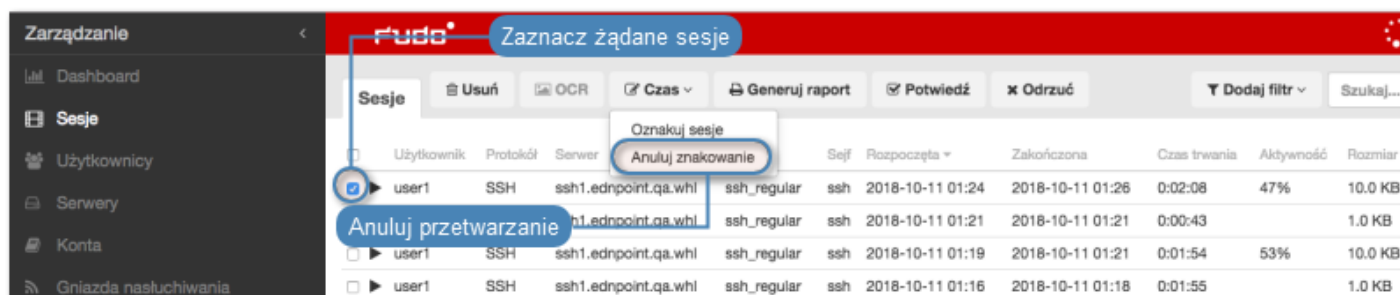 Zarządzanie
FUDO
Zaznacz żądane sesje
Dashboard
Sesje
Usuń
OCR
Czas
Generuj raport
Potwiedź
Odrzuć
Dodaj filtr
Szukaj...
Sesje
Oznakuj sesje
Anuluj znakowanie
Użytkownicy
Użytkownik Protokół Serwer Sejf Rozpoczęta Zakończona Czas trwania Aktywność Rozmiar
user1 SSH ssh1.ednpoint.qa.whl ssh_regular ssh 2018-10-11 01:24 2018-10-11 01:26 0:02:08 47% 10.0 KB
Serwery
Anuluj przetwarzanie
ssh1.ednpoint.qa.whl ssh_regular ssh 2018-10-11 01:21 2018-10-11 01:21 0:00:43 1.0 KB
Konta
user1 SSH ssh1.ednpoint.qa.whl ssh_regular ssh 2018-10-11 01:19 2018-10-11 01:21 0:01:54 53% 10.0 KB
Gniazda nasłuchiwania
user1 SSH ssh1.ednpoint.qa.whl ssh_regular ssh 2018-10-11 01:16 2018-10-11 01:18 0:01:55 1.0 KB